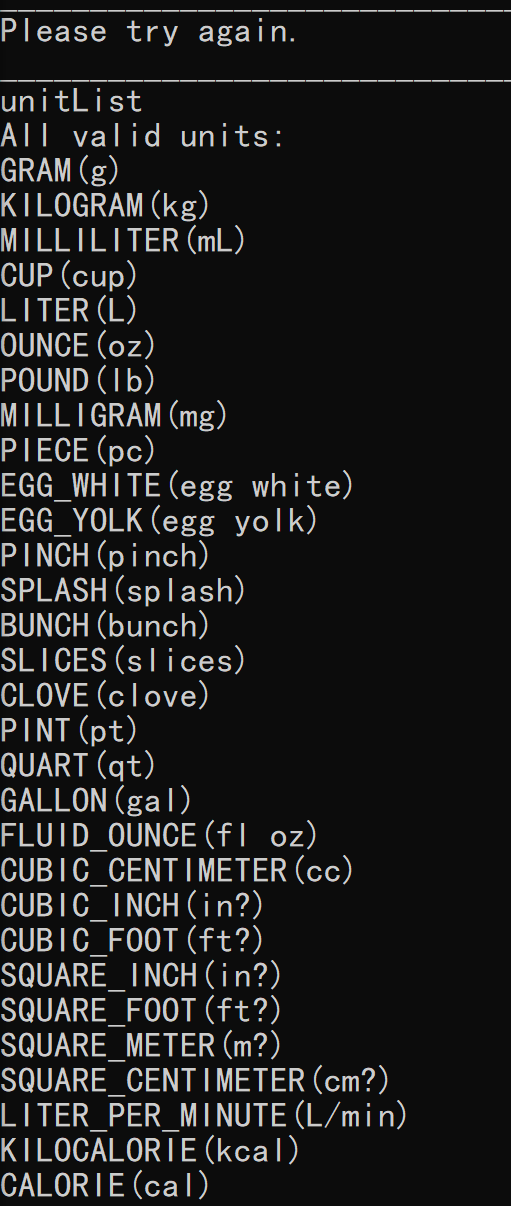 Please try again.
unitList
All valid units:
GRAM(g)
KILOGRAM(kg)
MILLILITER(mL)
CUP(cup)
LITER(L)
OUNCE(oz)
POUND(lb)
MILLIGRAM(mg)
PIECE(pc)
EGG_WHITE(egg white)
EGG_YOLK(egg yolk)
PINCH(pinch)
SPLASH(splash)
BUNCH(bunch)
SLICES(slices)
CLOVE(clove)
PINT(pt)
QUART(qt)
GALLON(gal)
FLUID_OUNCE(fl oz)
CUBIC_CENTIMETER(cc)
CUBIC_INCH(in?)
CUBIC_FOOT(ft?)
SQUARE_INCH(in?)
SQUARE_FOOT(ft?)
SQUARE_METER(m?)
SQUARE_CENTIMETER(cm?)
LITER_PER_MINUTE(L/min)
KILOCALORIE(kcal)
CALORIE(cal)